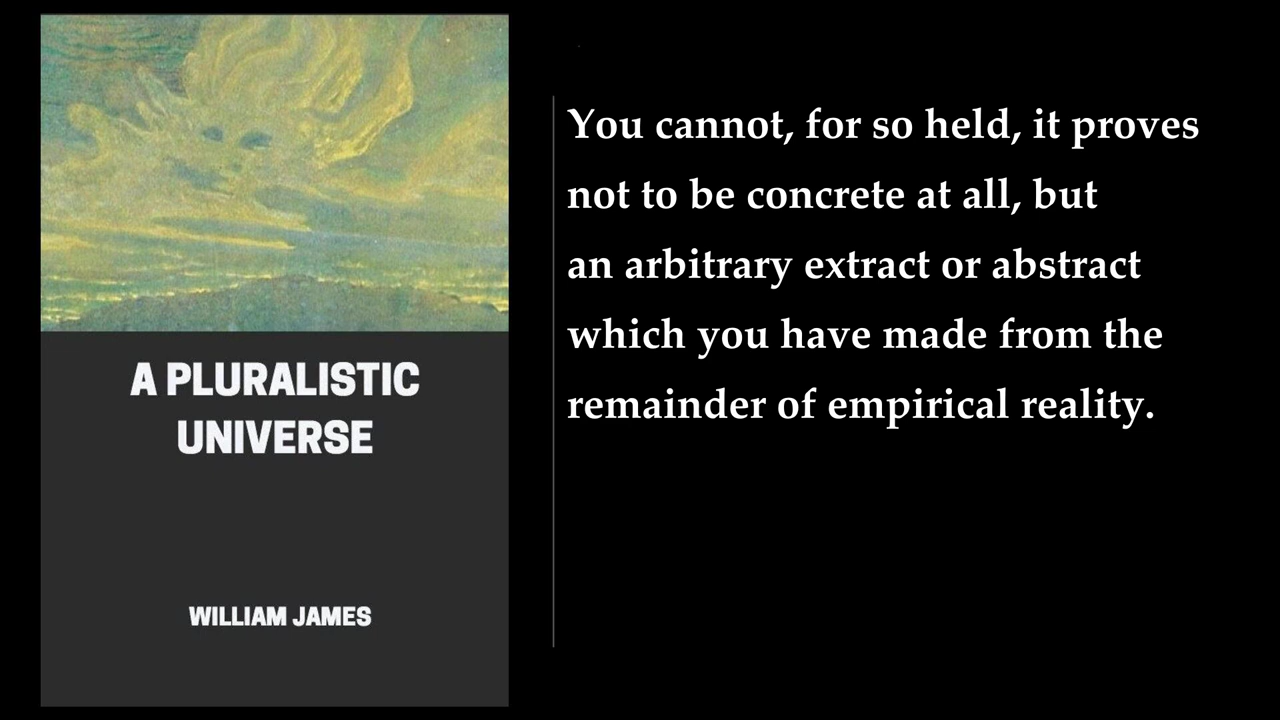 A PLURALISTIC
UNIVERSE
WILLIAM JAMES
You cannot, for so held, it proves
not to be concrete at all, but
an arbitrary extract or abstract
which you have made from the
remainder of empirical reality.